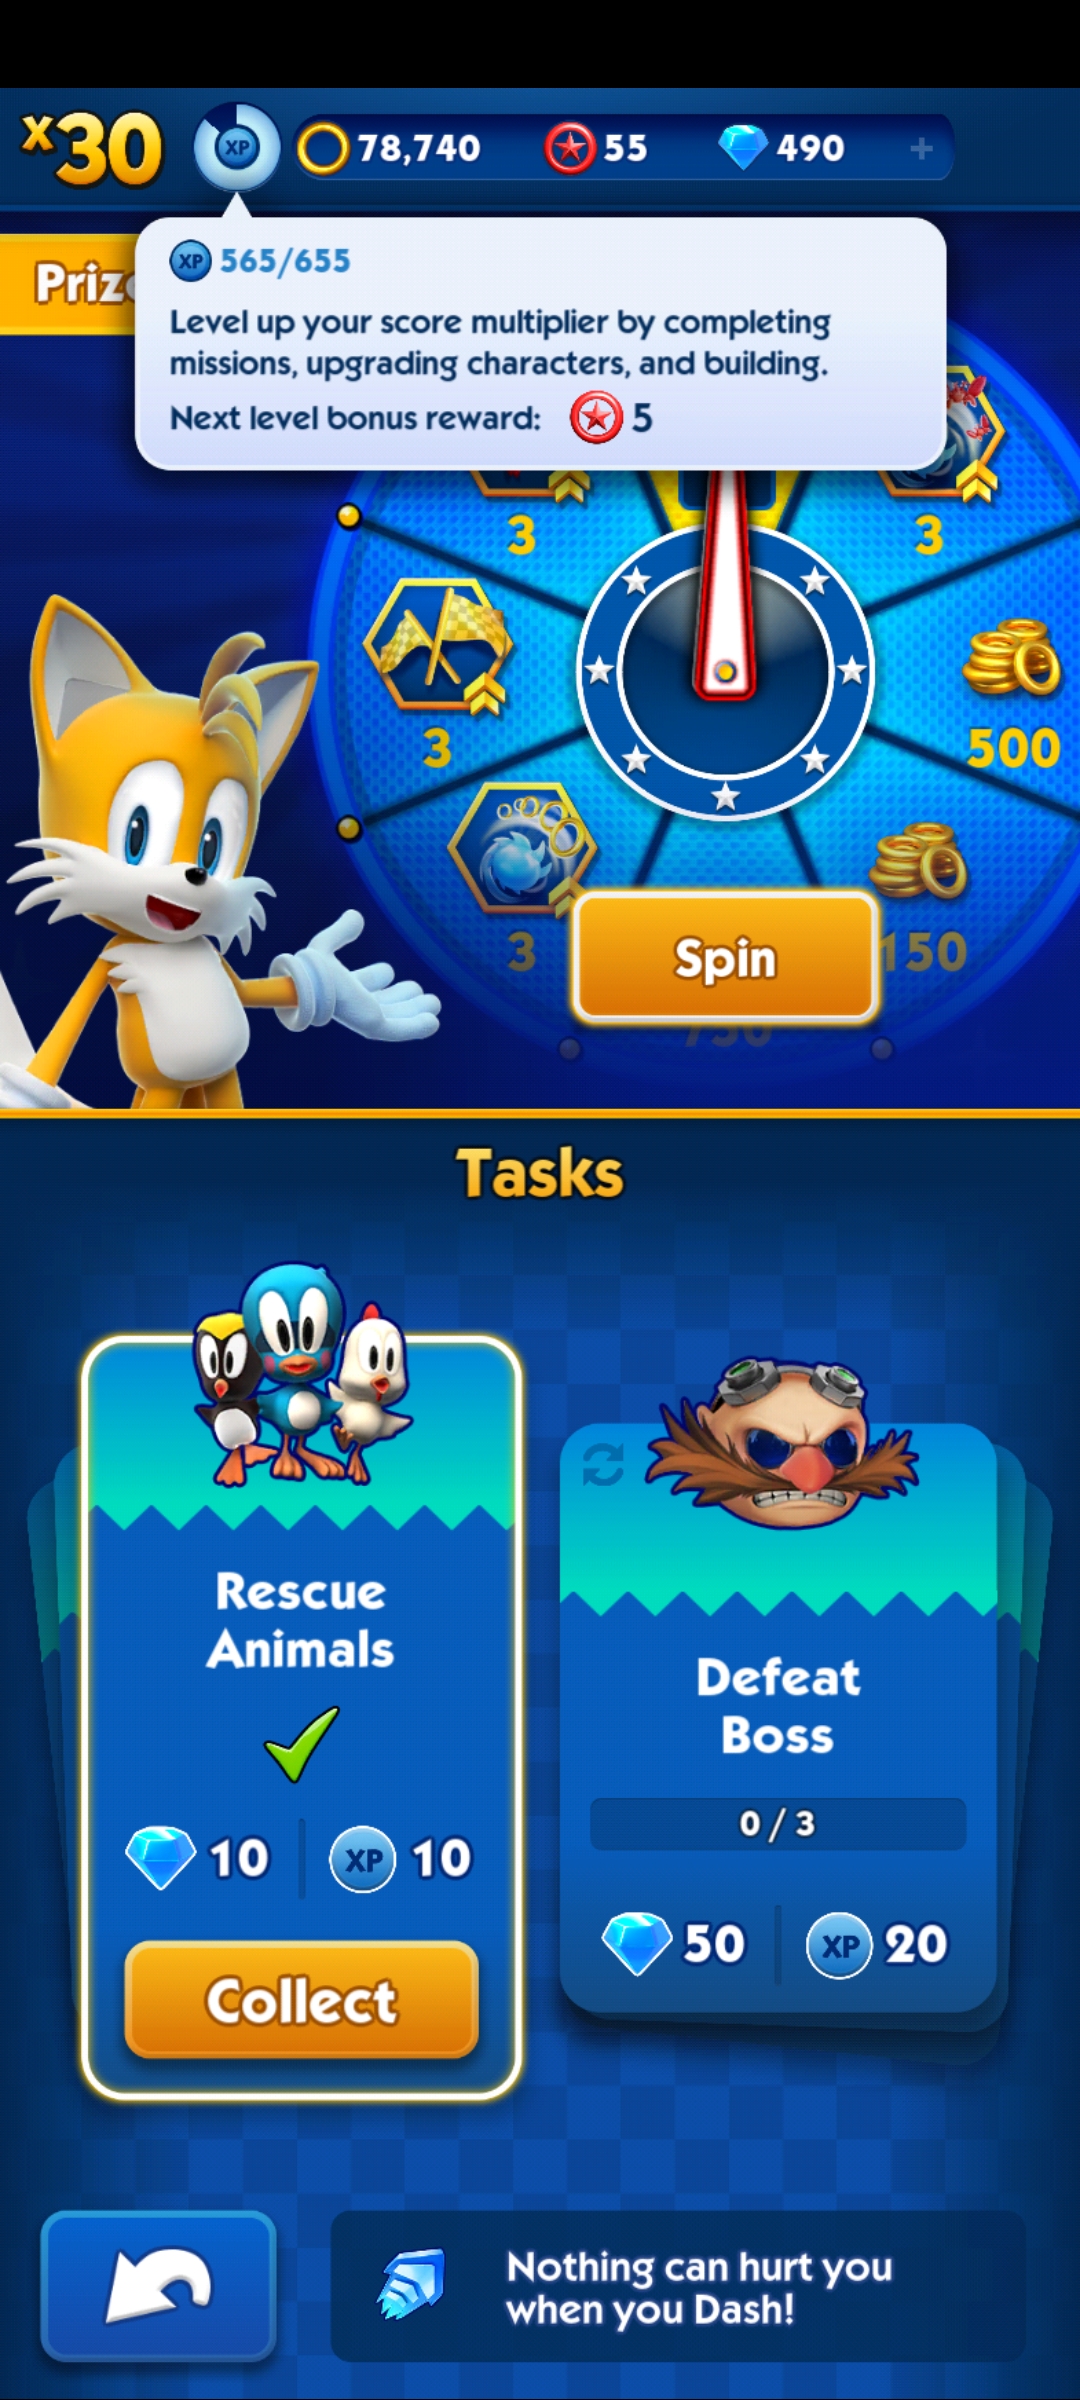 x30
XP
78,740
55
490
+
XP 565/655
Level up your score multiplier by completing
missions, upgrading characters, and building.
Next level bonus reward: 5
3
3
3
500
3
150
Spin
Tasks
Rescue
Animals
10
XP 10
Collect
Defeat
Boss
0 / 3
50
XP 20
Nothing can hurt you
when you Dash!